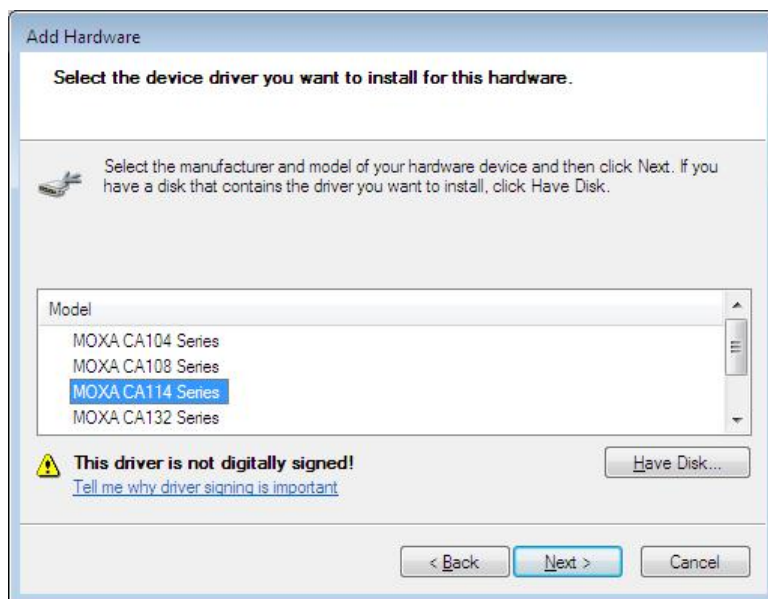 Add Hardware
Select the device driver you want to install for this hardware.
Select the manufacturer and model of your hardware device and then click Next. If you
have a disk that contains the driver you want to install, click Have Disk.
Model
MOXA CA104 Series
MOXA CA108 Series
MOXA CA114 Series
MOXA CA132 Series
This driver is not digitally signed!
Have Disk...
Tell me why driver signing is important
< Back
Next >
Cancel